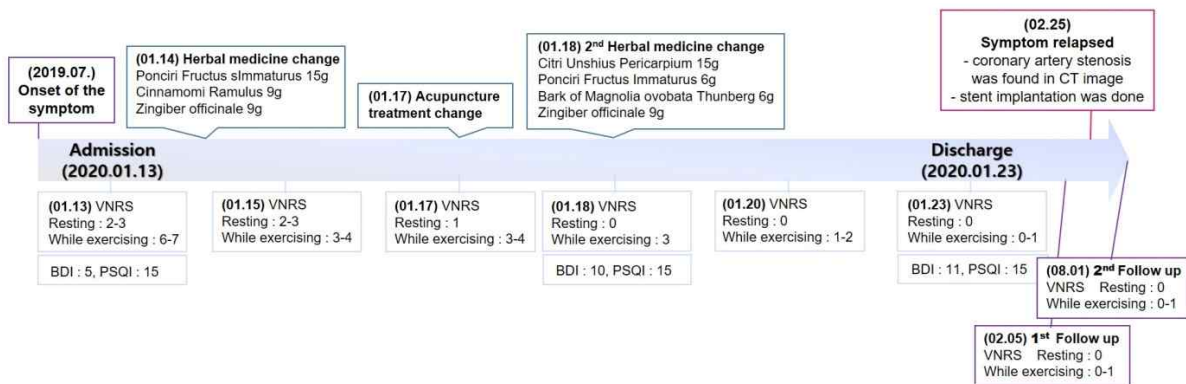 (2019.07.)
Onset of the
symptom
(01.14) Herbal medicine change
Ponciri Fructus sImmaturus 15g
Cinnamomi Ramulus 9g
Zingiber officinale 9g
(01.17) Acupuncture
treatment change
(01.18) 2nd Herbal medicine change
Citri Unshius Pericarpium 15g
Ponciri Fructus Immaturus 6g
Bark of Magnolia ovobata Thunberg 6g
Zingiber officinale 9g
(02.25)
Symptom relapsed
- coronary artery stenosis
was found in CT image
- stent implantation was done
Admission
(2020.01.13)
Discharge
(2020.01.23)
(01.13) VNRS
Resting : 2-3
While exercising : 6-7
BDI : 5, PSQI : 15
(01.15) VNRS
Resting : 2-3
While exercising : 3-4
(01.17) VNRS
Resting : 1
While exercising : 3-4
(01.18) VNRS
Resting : 0
While exercising : 3
BDI : 10, PSQI : 15
(01.20) VNRS
Resting : 0
While exercising : 1-2
(01.23) VNRS
Resting : 0
While exercising : 0-1
BDI : 11, PSQI : 15
(08.01) 2nd Follow up
VNRS Resting : 0
While exercising : 0-1
(02.05) 1st Follow up
VNRS Resting : 0
While exercising : 0-1